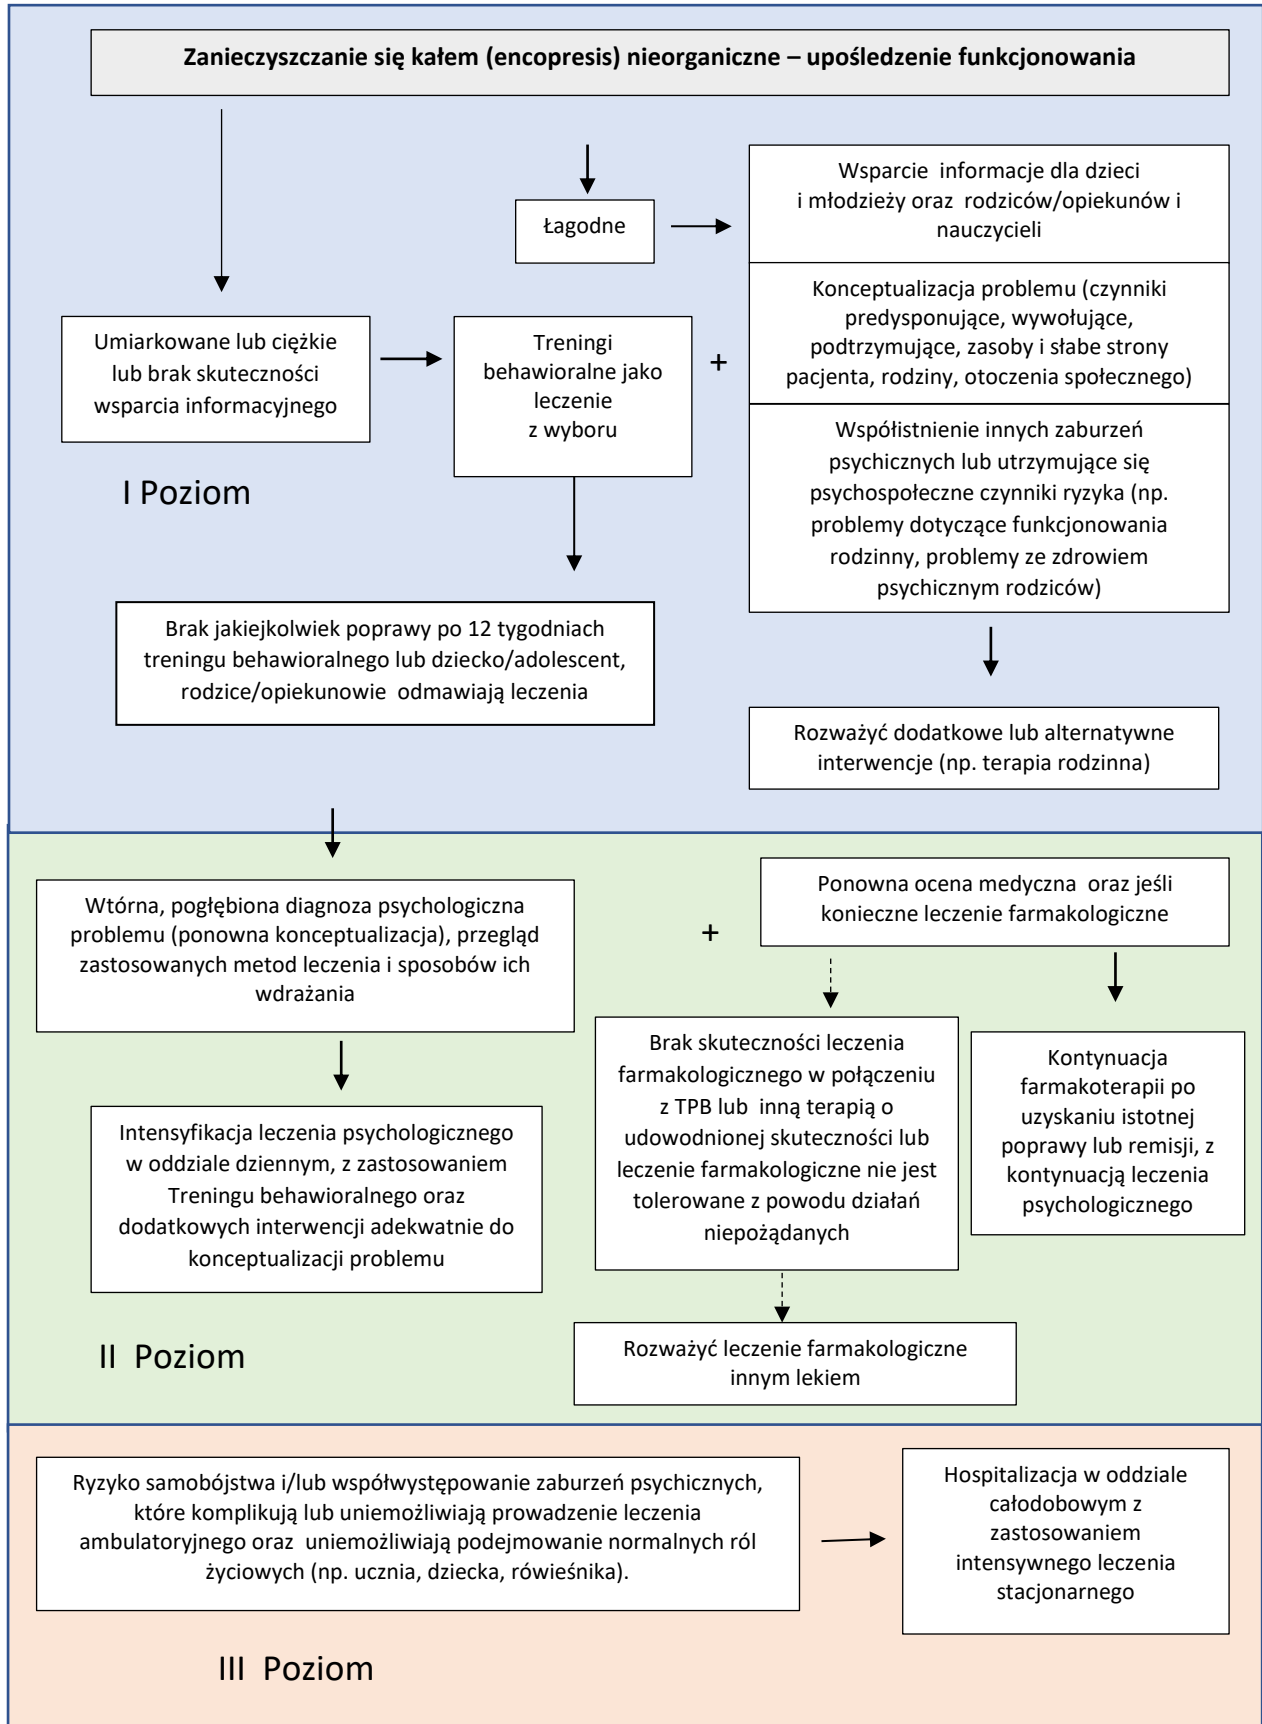 Zanieczyszczanie się kałem (encopresis) nieorganiczne – upośledzenie funkcjonowania
Łagodne
Wsparcie informacje dla dzieci
i młodzieży oraz rodziców/opiekunów i
nauczycieli
Umiarkowane lub ciężkie
lub brak skuteczności
wsparcia informacyjnego
Treningi
behawioralne jako
leczenie
z wyboru
+
Konceptualizacja problemu (czynniki
predysponujące, wywołujące,
podtrzymujące, zasoby i słabe strony
pacjenta, rodziny, otoczenia społecznego)
Współistnienie innych zaburzeń
psychicznych lub utrzymujące się
psychospołeczne czynniki ryzyka (np.
problemy dotyczące funkcjonowania
rodzinny, problemy ze zdrowiem
psychicznym rodziców)
I Poziom
Brak jakiejkolwiek poprawy po 12 tygodniach
treningu behawioralnego lub dziecko/adolescent,
rodzice/opiekunowie odmawiają leczenia
Rozważyć dodatkowe lub alternatywne
interwencje (np. terapia rodzinna)
Wtórna, pogłębiona diagnoza psychologiczna
problemu (ponowna konceptualizacja), przegląd
zastosowanych metod leczenia i sposobów ich
wdrażania
+
Ponowna ocena medyczna oraz jeśli
konieczne leczenie farmakologiczne
Intensyfikacja leczenia psychologicznego
w oddziale dziennym, z zastosowaniem
Treningu behawioralnego oraz
dodatkowych interwencji adekwatnie do
konceptualizacji problemu
Brak skuteczności leczenia
farmakologicznego w połączeniu
z TPB lub inną terapią o
udowodnionej skuteczności lub
leczenie farmakologiczne nie jest
tolerowane z powodu działań
niepożądanych
Kontynuacja
farmakoterapii po
uzyskaniu istotnej
poprawy lub remisji, z
kontynuacją leczenia
psychologicznego
Rozważyć leczenie farmakologiczne
innym lekiem
II Poziom
Ryzyko samobójstwa i/lub współwystępowanie zaburzeń psychicznych,
które komplikują lub uniemożliwiają prowadzenie leczenia
ambulatoryjnego oraz uniemożliwiają podejmowanie normalnych ról
życiowych (np. ucznia, dziecka, rówieśnika).
Hospitalizacja w oddziale
całodobowym z
zastosowaniem
intensywnego leczenia
stacjonarnego
III Poziom